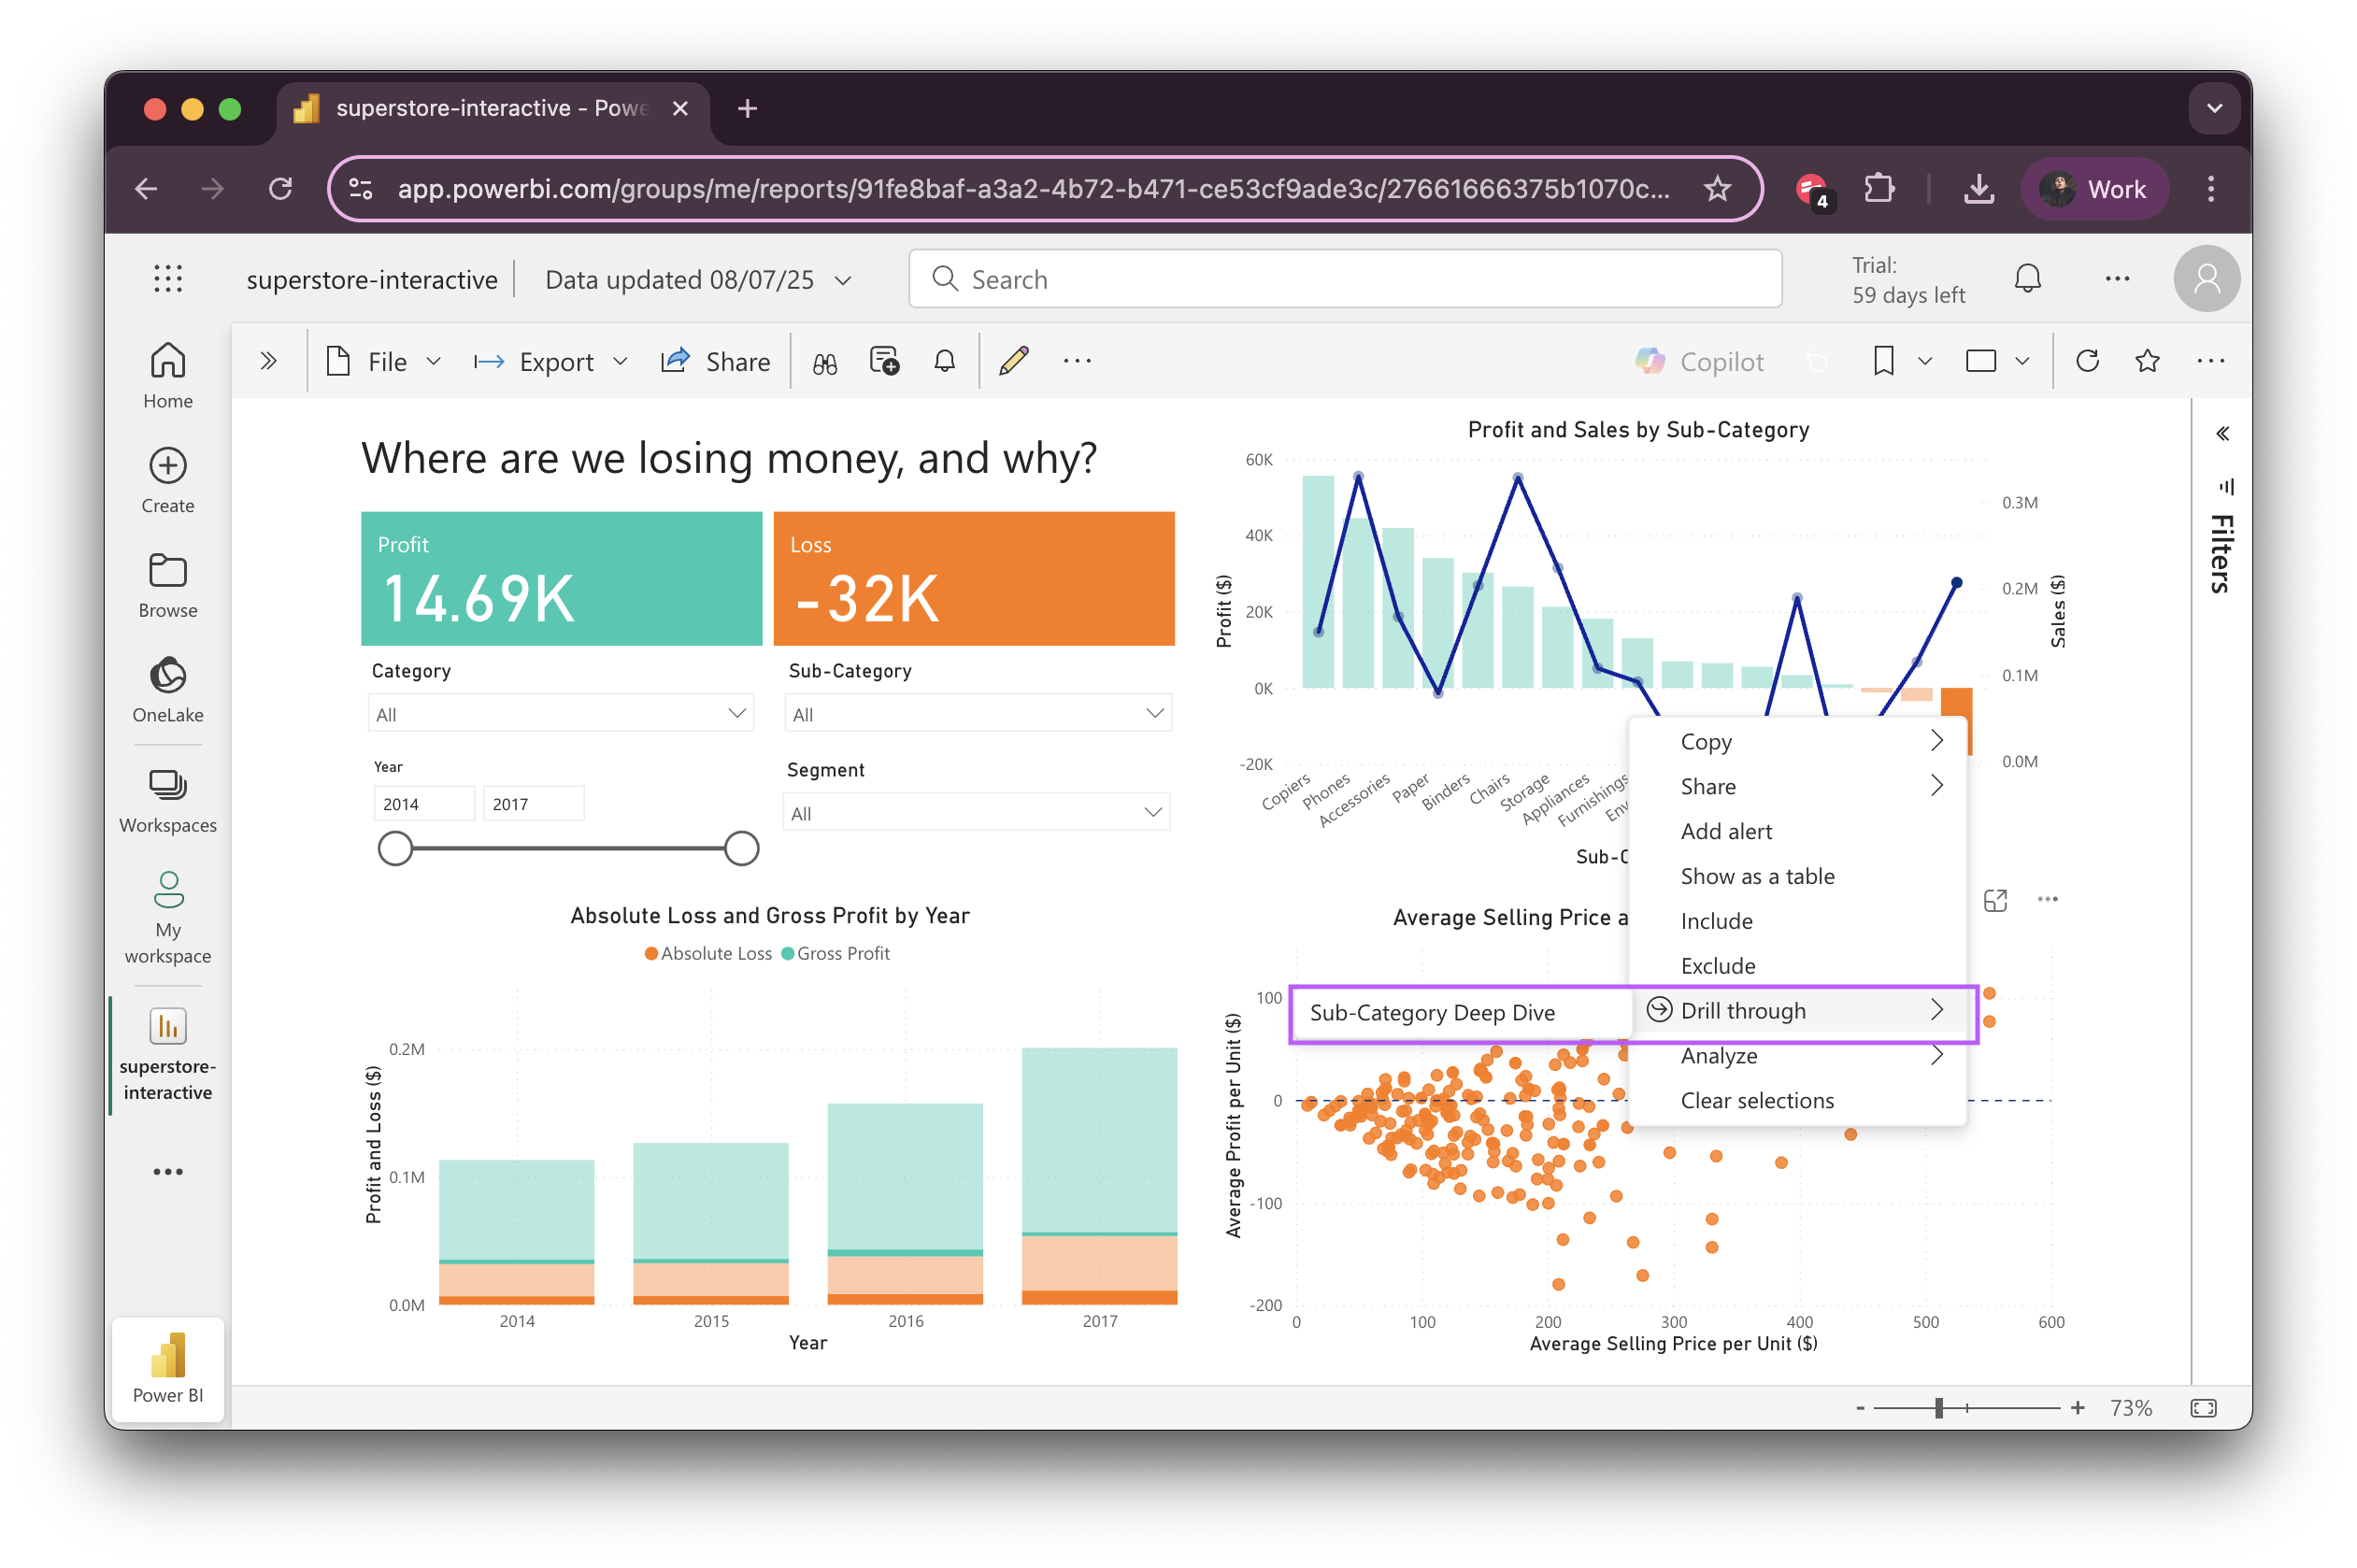 superstore-interactive - Powe
app.powerbi.com/groups/me/reports/91fe8baf-a3a2-4b72-b471-ce53cf9ade3c/27661666375b1070c...
4
Work
superstore-interactive
Data updated 08/07/25
Search
Trial:
59 days left
File
Export
Share
Copilot
Home
Create
Browse
OneLake
Workspaces
My
workspace
superstore-
interactive
Power BI
Where are we losing money, and why?
Profit
14.69K
Loss
-32K
Category
All
Sub-Category
All
Year
2014
2017
Segment
All
Profit and Sales by Sub-Category
60K
40K
20K
0K
-20K
Profit ($)
0.3M
0.2M
0.1M
0.0M
Sales ($)
Copiers
Phones
Accessories
Paper
Binders
Chairs
Storage
Appliances
Furnishings
Env
Sub-C
Filters
Copy
Share
Add alert
Show as a table
Include
Exclude
Drill through
Sub-Category Deep Dive
Analyze
Clear selections
Absolute Loss and Gross Profit by Year
Absolute Loss
Gross Profit
0.2M
0.1M
0.0M
Profit and Loss ($)
2014
2015
2016
2017
Year
Average Selling Price a
100
0
-100
-200
Average Profit per Unit ($)
0
100
200
300
400
500
600
Average Selling Price per Unit ($)
- + 73%